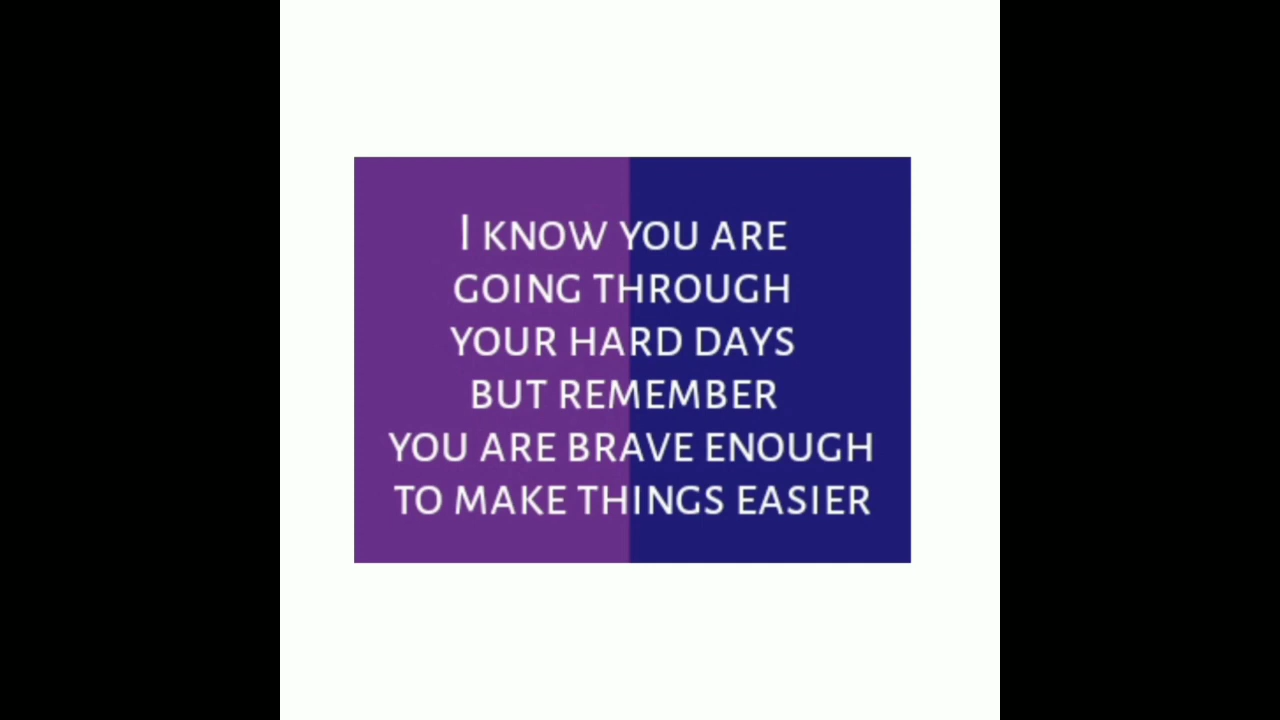 I KNOW YOU ARE
GOING THROUGH
YOUR HARD DAYS
BUT REMEMBER
YOU ARE BRAVE ENOUGH
TO MAKE THINGS EASIER